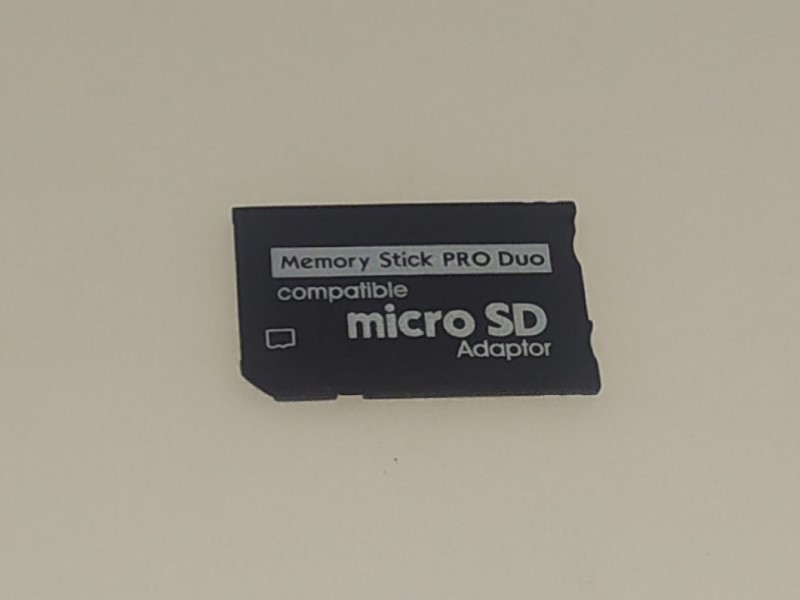 Memory Stick PRO Duo
compatible
micro SD
Adaptor